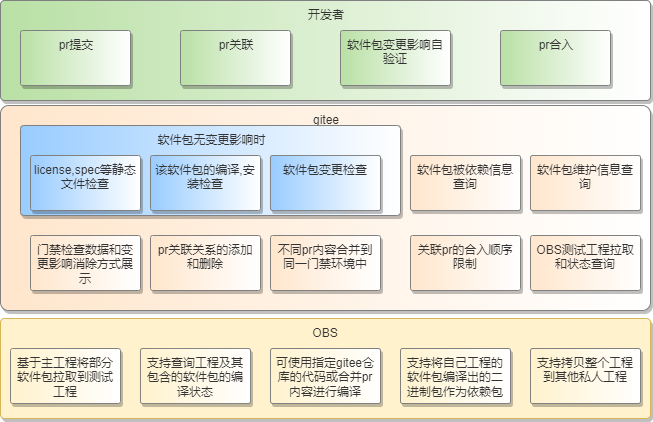 开发者
pr提交
pr关联
软件包变更影响自
验证
pr合入
gitee
软件包无变更影响时
license,spec等静态
文件检查
该软件包的编译,安
装检查
软件包变更检查
软件包被依赖信息
查询
软件包维护信息查
询
门禁检查数据和变
更影响消除方式展
示
pr关联关系的添加
和删除
不同pr内容合并到
同一门禁环境中
关联pr的合入顺序
限制
OBS测试工程拉取
和状态查询
OBS
基于主工程将部分
软件包拉取到测试
工程
支持查询工程及其
包含的软件包的编
译状态
可使用指定gitee仓
库的代码或合并pr
内容进行编译
支持将自己工程的
软件包编译出的二
进制包作为依赖包
支持拷贝整个工程
到其他私人工程